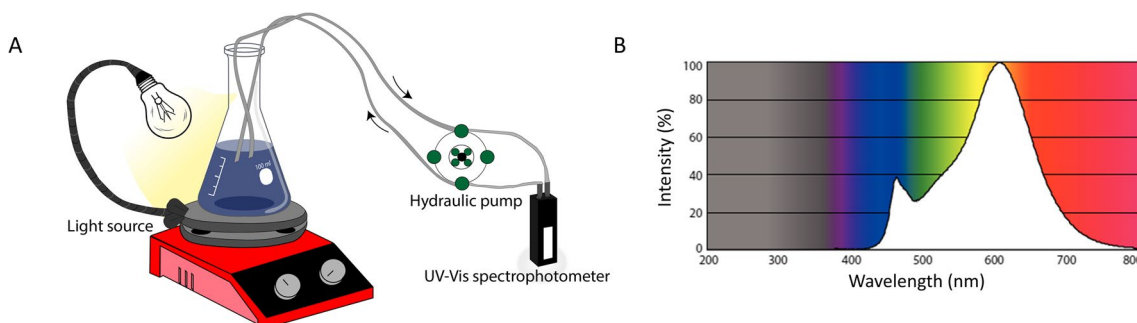 A
100 ml
Light source
Hydraulic pump
UV-Vis spectrophotometer
B
Intensity (%)
100
80
60
40
20
0
200
300
400
500
600
700
800
Wavelength (nm)